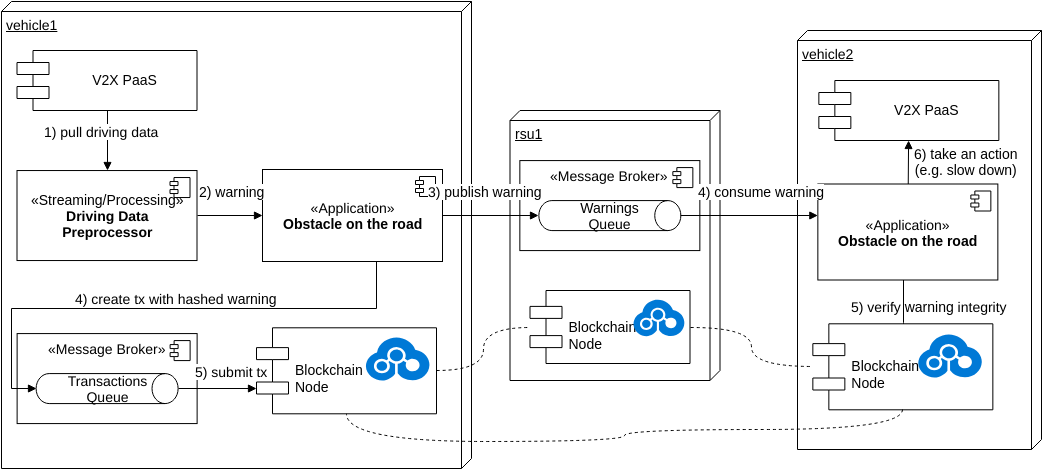 vehicle1
V2X PaaS
1) pull driving data
«Streaming/Processing»
Driving Data
Preprocessor
2) warning
«Application»
Obstacle on the road
3) publish warning
4) create tx with hashed warning
«Message Broker»
Transactions
Queue
5) submit tx
Blockchain
Node
rsu1
«Message Broker»
Warnings
Queue
4) consume warning
Blockchain
Node
vehicle2
V2X PaaS
6) take an action
(e.g. slow down)
«Application»
Obstacle on the road
5) verify warning integrity
Blockchain
Node